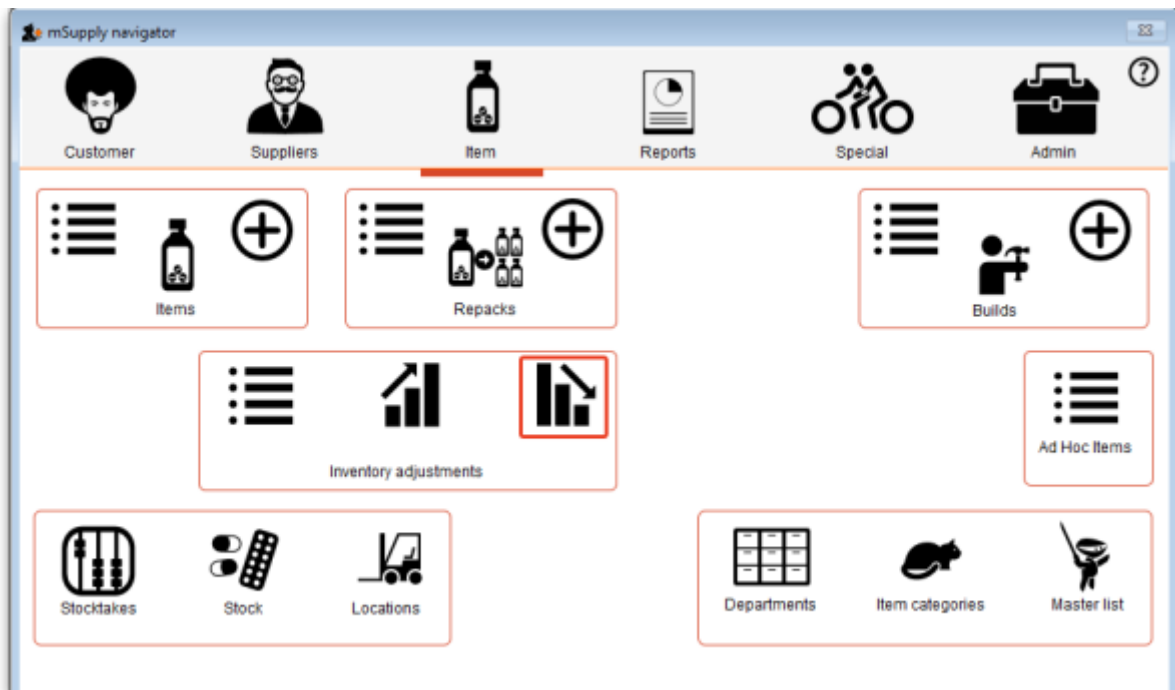 mSupply navigator
Customer
Suppliers
Item
Reports
Special
Admin
?
Items
Repacks
Builds
Inventory adjustments
Ad Hoc Items
Stocktakes
Stock
Locations
Departments
Item categories
Master list